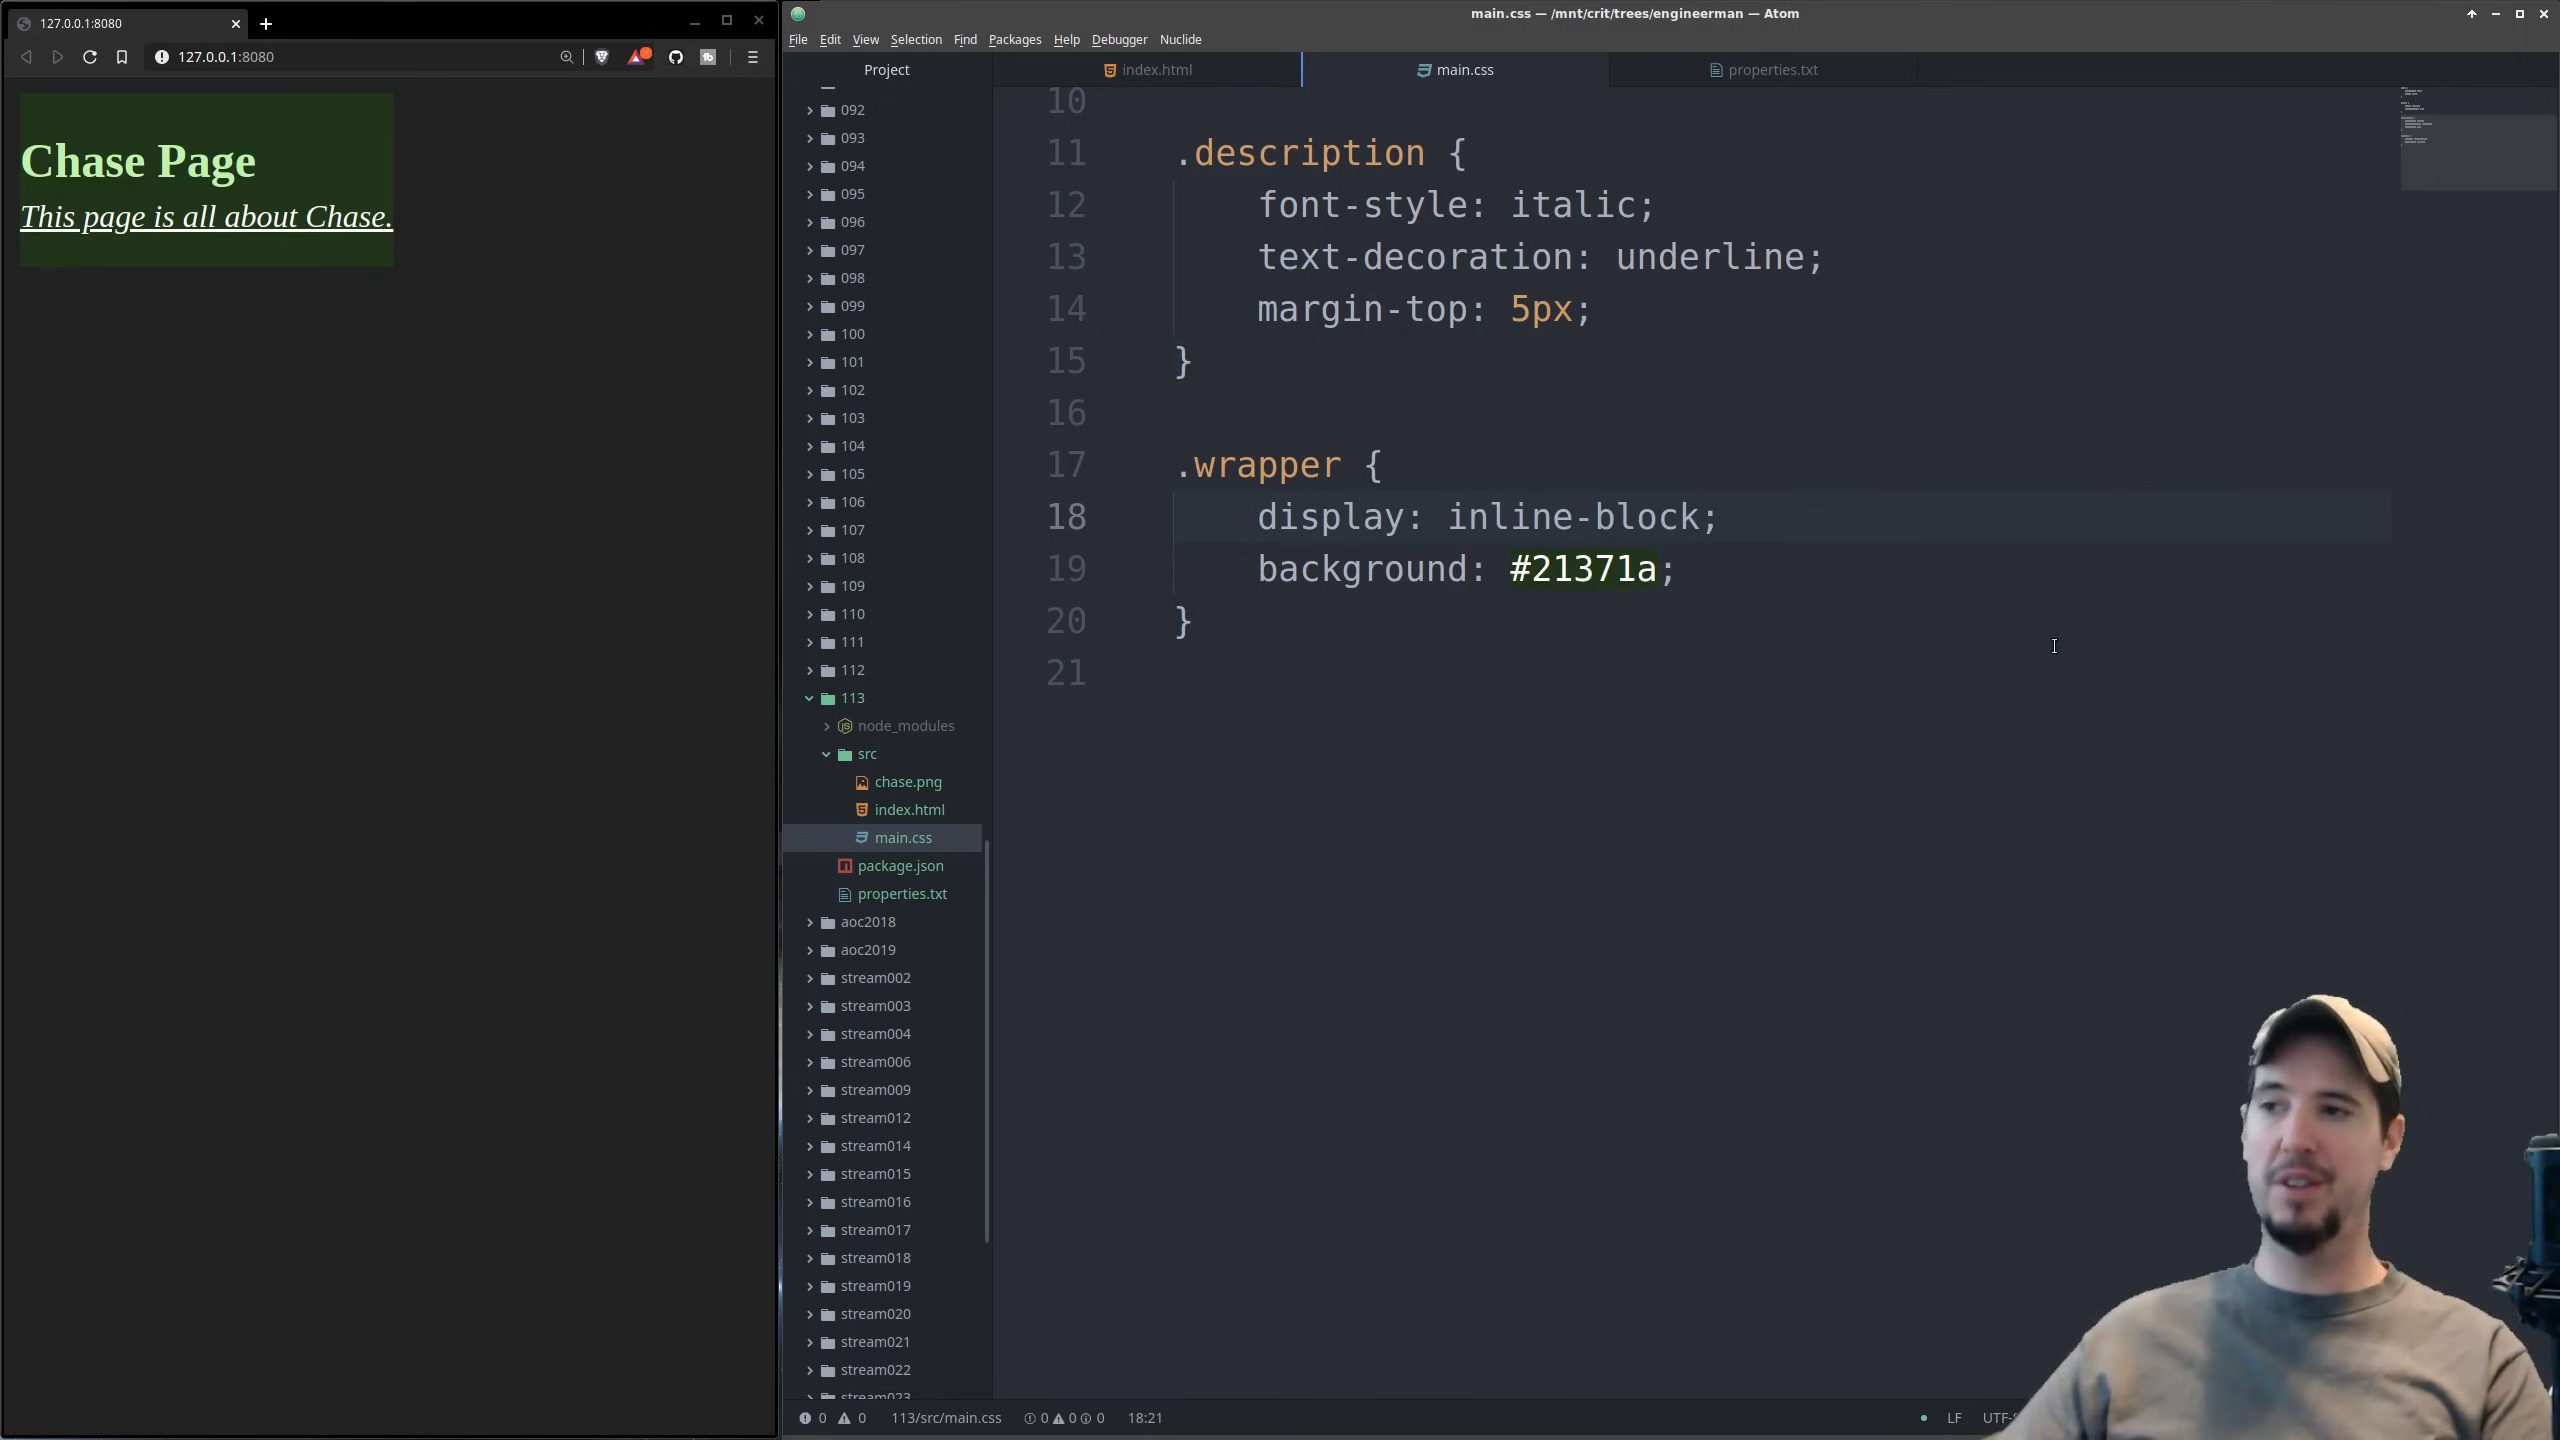 127.0.0.1:8080
127.0.0.1:8080
Chase Page
This page is all about Chase.
main.css — /mnt/crit/trees/engineerman — Atom
File Edit View Selection Find Packages Help Debugger Nuclide
Project
index.html
main.css
properties.txt
092
093
094
095
096
097
098
099
100
101
102
103
104
105
106
107
108
109
110
111
112
113
node_modules
src
chase.png
index.html
main.css
package.json
properties.txt
aoc2018
aoc2019
stream002
stream003
stream004
stream006
stream009
stream012
stream014
stream015
stream016
stream017
stream018
stream019
stream020
stream021
stream022
stream023
10
11 .description {
12 font-style: italic;
13 text-decoration: underline;
14 margin-top: 5px;
15 }
16
17 .wrapper {
18 display: inline-block;
19 background: #21371a;
20 }
21
0 0 113/src/main.css 0 0 0 18:21
LF